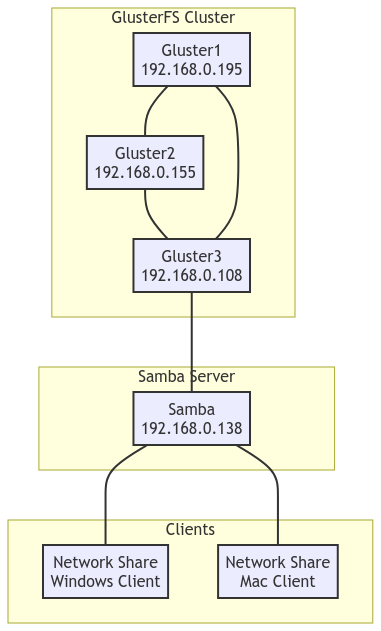 GlusterFS Cluster
Gluster1
192.168.0.195
Gluster2
192.168.0.155
Gluster3
192.168.0.108
Samba Server
Samba
192.168.0.138
Clients
Network Share
Windows Client
Network Share
Mac Client